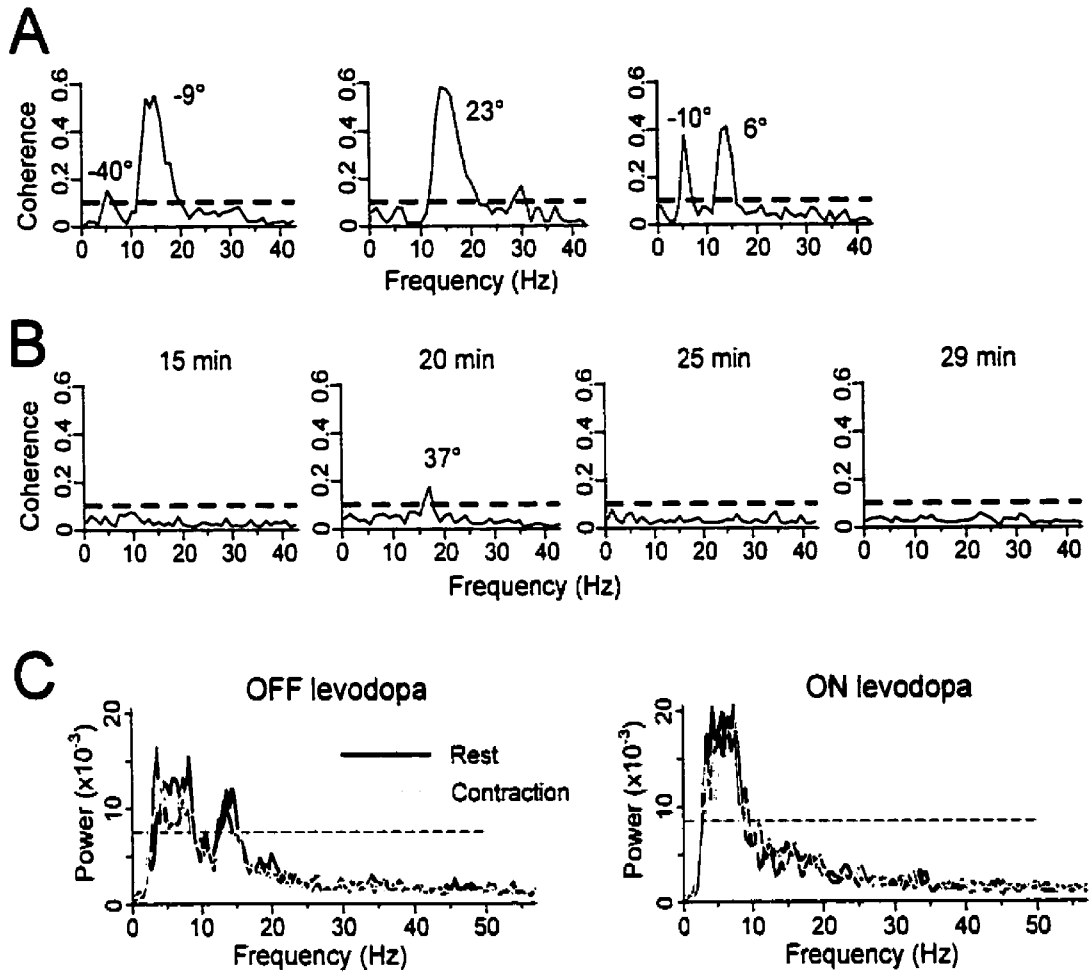 A
Coherence
0 0.2 0.4 0.6
-40°
-9°
0 10 20 30 40
23°
0 0.2 0.4 0.6
0 10 20 30 40
-10°
6°
0 0.2 0.4 0.6
0 10 20 30 40
Frequency (Hz)
B
15 min
20 min
25 min
29 min
Coherence
0 0.2 0.4 0.6
0 10 20 30 40
37°
0 0.2 0.4 0.6
0 10 20 30 40
0 0.2 0.4 0.6
0 10 20 30 40
0 0.2 0.4 0.6
0 10 20 30 40
Frequency (Hz)
C
OFF levodopa
ON levodopa
Power (x10⁻³)
0 10 20
Rest
Contraction
0 10 20 30 40 50
Frequency (Hz)
Power (x10⁻³)
0 10 20
0 10 20 30 40 50
Frequency (Hz)